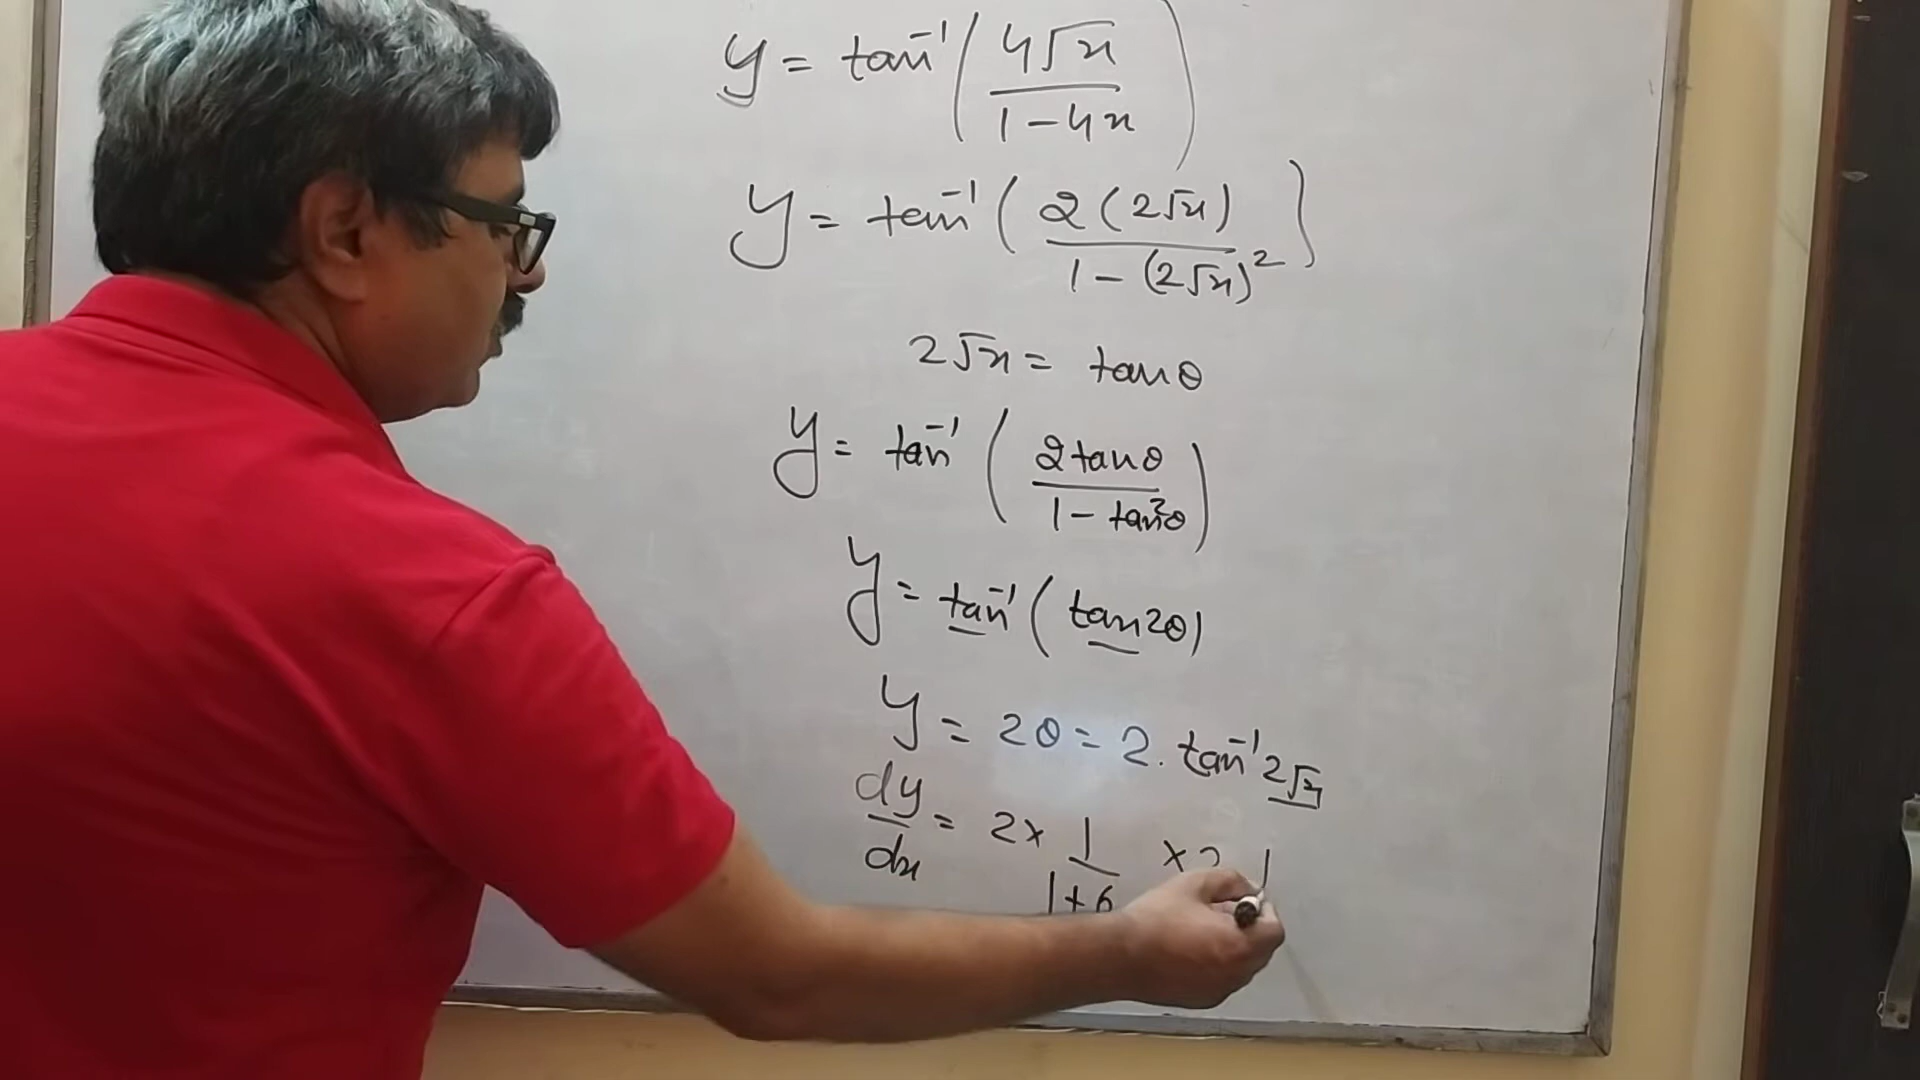 y = tan⁻¹(4√x / 1-4x)
y = tan⁻¹(2(2√x) / 1-(2√x)²)
2√x = tanθ
y = tan⁻¹(2tanθ / 1-tan²θ)
y = tan⁻¹(tan2θ)
y = 2θ = 2. tan⁻¹2√x
dy/dx = 2× 1/1+ ×2 1